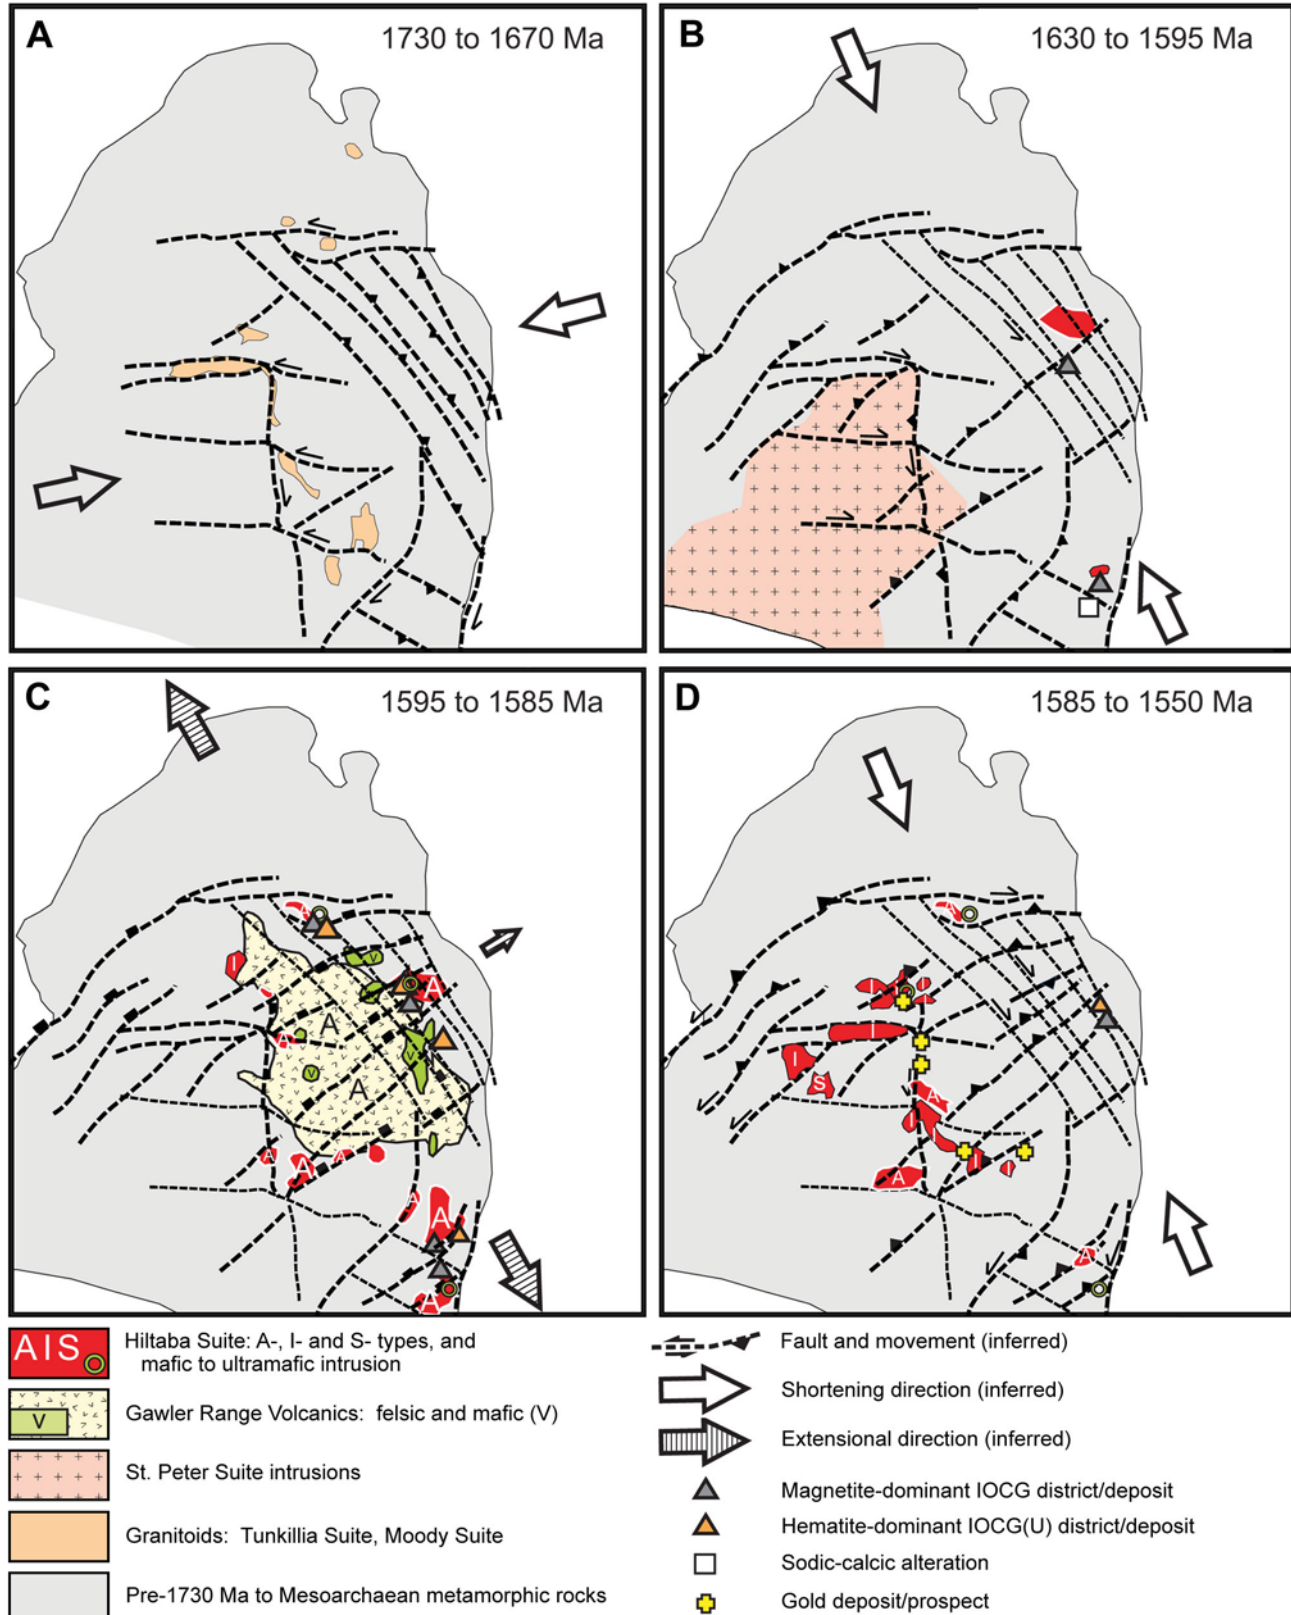 A
1730 to 1670 Ma
B
1630 to 1595 Ma
C
1595 to 1585 Ma
A
I
V
A
A
A
V
V
A
A
A
A
A
A
A
D
1585 to 1550 Ma
A
I
I
I
I
I
S
A
I
I
I
I
A
A
A I S
Hiltaba Suite: A-, I- and S- types, and
mafic to ultramafic intrusion
V
Gawler Range Volcanics: felsic and mafic (V)
St. Peter Suite intrusions
Granitoids: Tunkillia Suite, Moody Suite
Pre-1730 Ma to Mesoarchaean metamorphic rocks
Fault and movement (inferred)
Shortening direction (inferred)
Extensional direction (inferred)
Magnetite-dominant IOCG district/deposit
Hematite-dominant IOCG(U) district/deposit
Sodic-calcic alteration
Gold deposit/prospect